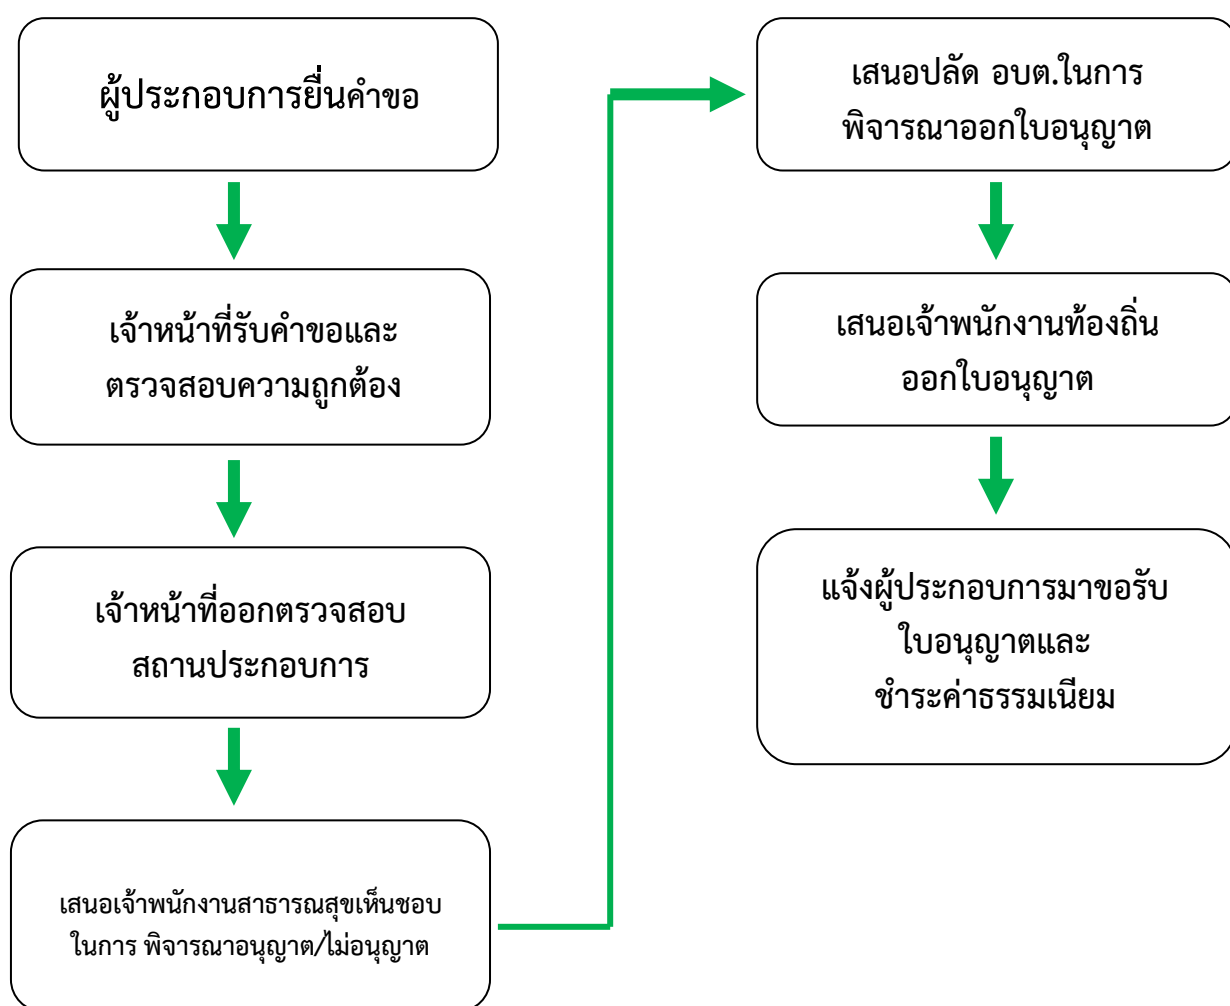 ผู้ประกอบการยื่นคำขอ
เจ้าหน้าที่รับคำขอและ
ตรวจสอบความถูกต้อง
เจ้าหน้าที่ออกตรวจสอบ
สถานประกอบการ
เสนอเจ้าพนักงานสาธารณสุขเห็นชอบ
ในการ พิจารณาอนุญาต/ไม่อนุญาต
เสนอปลัด อบต.ในการ
พิจารณาออกใบอนุญาต
เสนอเจ้าพนักงานท้องถิ่น
ออกใบอนุญาต
แจ้งผู้ประกอบการมาขอรับ
ใบอนุญาตและ
ชำระค่าธรรมเนียม